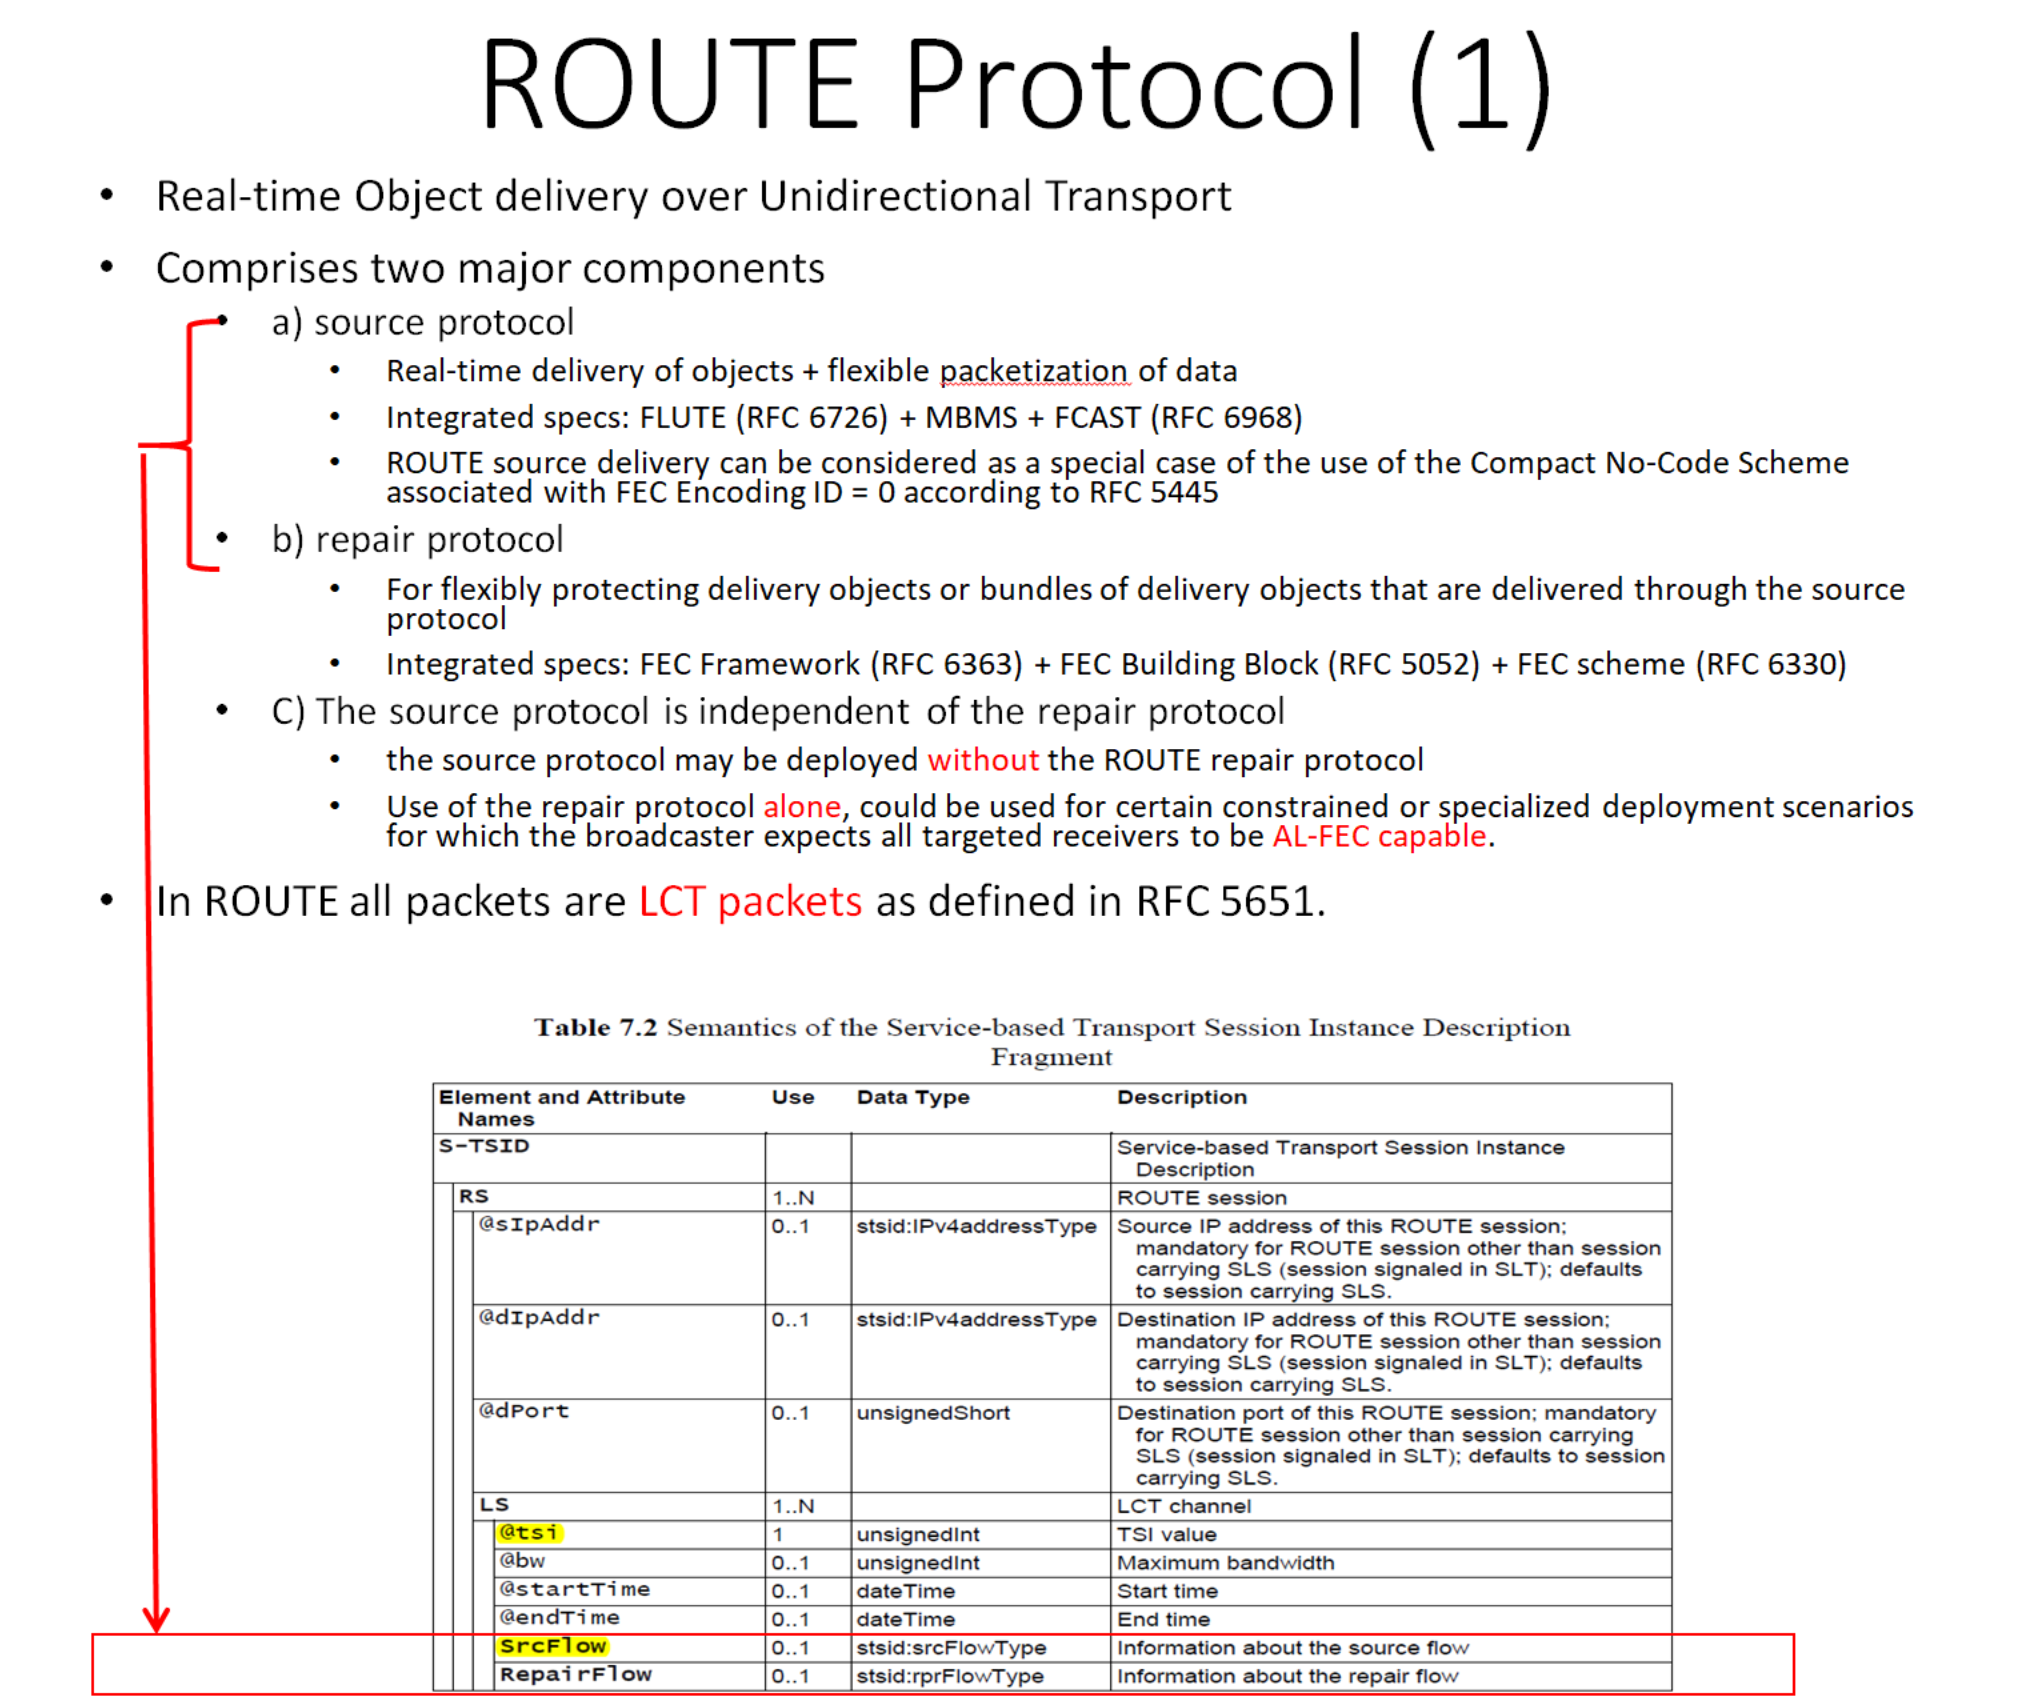 ROUTE Protocol (1)
• Real-time Object delivery over Unidirectional Transport
• Comprises two major components
• a) source protocol
• Real-time delivery of objects + flexible packetization of data
• Integrated specs: FLUTE (RFC 6726) + MBMS + FCAST (RFC 6968)
• ROUTE source delivery can be considered as a special case of the use of the Compact No-Code Scheme
associated with FEC Encoding ID = 0 according to RFC 5445
• b) repair protocol
• For flexibly protecting delivery objects or bundles of delivery objects that are delivered through the source
protocol
• Integrated specs: FEC Framework (RFC 6363) + FEC Building Block (RFC 5052) + FEC scheme (RFC 6330)
• C) The source protocol is independent of the repair protocol
• the source protocol may be deployed without the ROUTE repair protocol
• Use of the repair protocol alone, could be used for certain constrained or specialized deployment scenarios
for which the broadcaster expects all targeted receivers to be AL-FEC capable.
• In ROUTE all packets are LCT packets as defined in RFC 5651.
Table 7.2 Semantics of the Service-based Transport Session Instance Description
Fragment
Element and Attribute Use Data Type Description
Names
S-TSID Service-based Transport Session Instance
Description
RS 1..N ROUTE session
@sIpAddr 0..1 stsid:IPv4addressType Source IP address of this ROUTE session;
mandatory for ROUTE session other than session
carrying SLS (session signaled in SLT); defaults
to session carrying SLS.
@dIpAddr 0..1 stsid:IPv4addressType Destination IP address of this ROUTE session;
mandatory for ROUTE session other than session
carrying SLS (session signaled in SLT); defaults
to session carrying SLS.
@dPort 0..1 unsignedShort Destination port of this ROUTE session; mandatory
for ROUTE session other than session carrying
SLS (session signaled in SLT); defaults to session
carrying SLS.
LS 1..N LCT channel
@tsi 1 unsignedInt TSI value
@bw 0..1 unsignedInt Maximum bandwidth
@startTime 0..1 dateTime Start time
@endTime 0..1 dateTime End time
SrcFlow 0..1 stsid:srcFlowType Information about the source flow
RepairFlow 0..1 stsid:rprFlowType Information about the repair flow